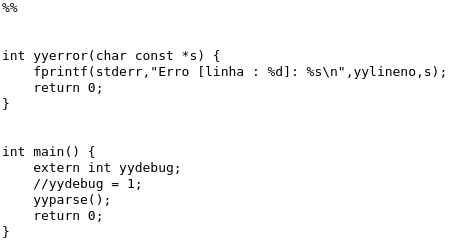 %%
int yyerror(char const *s) {
    fprintf(stderr,"Erro [linha : %d]: %s\n",yylineno,s);
    return 0;
}
int main() {
    extern int yydebug;
    //yydebug = 1;
    yyparse();
    return 0;
}